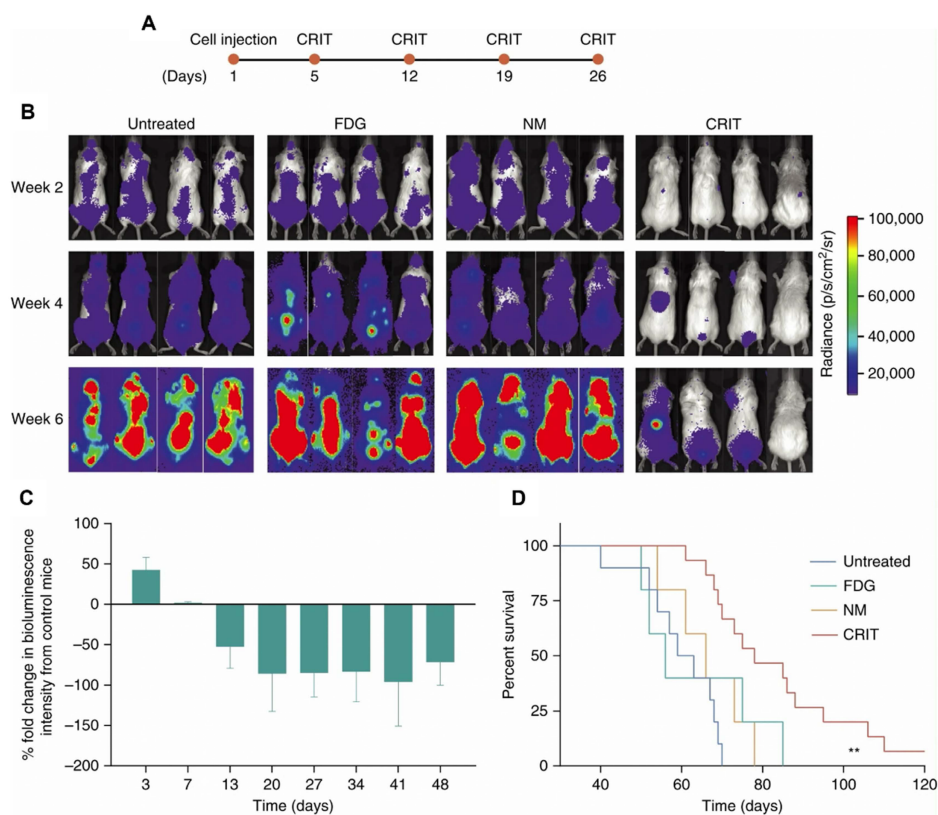 A
Cell injection CRIT CRIT CRIT CRIT
(Days) 1 5 12 19 26
B
Untreated FDG NM CRIT
Week 2
Week 4
Week 6
100,000
80,000
60,000
40,000
20,000
Radiance (p/s/cm²/sr)
C
% fold change in bioluminescence
intensity from control mice
100
50
0
−50
−100
−150
−200
3 7 13 20 27 34 41 48
Time (days)
D
Percent survival
100
75
50
25
0
Untreated
FDG
NM
CRIT
**
40 60 80 100 120
Time (days)